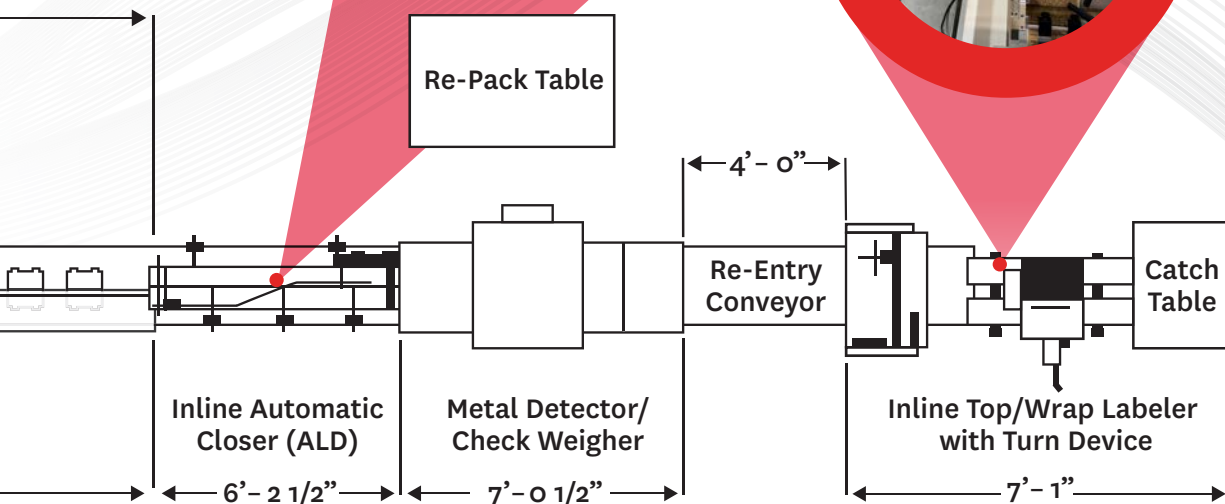 Re-Pack Table
4’– 0”
Re-Entry
Conveyor
Catch
Table
Inline Automatic
Closer (ALD)
Metal Detector/
Check Weigher
Inline Top/Wrap Labeler
with Turn Device
6’– 2 1/2”
7’– 0 1/2”
7’– 1”